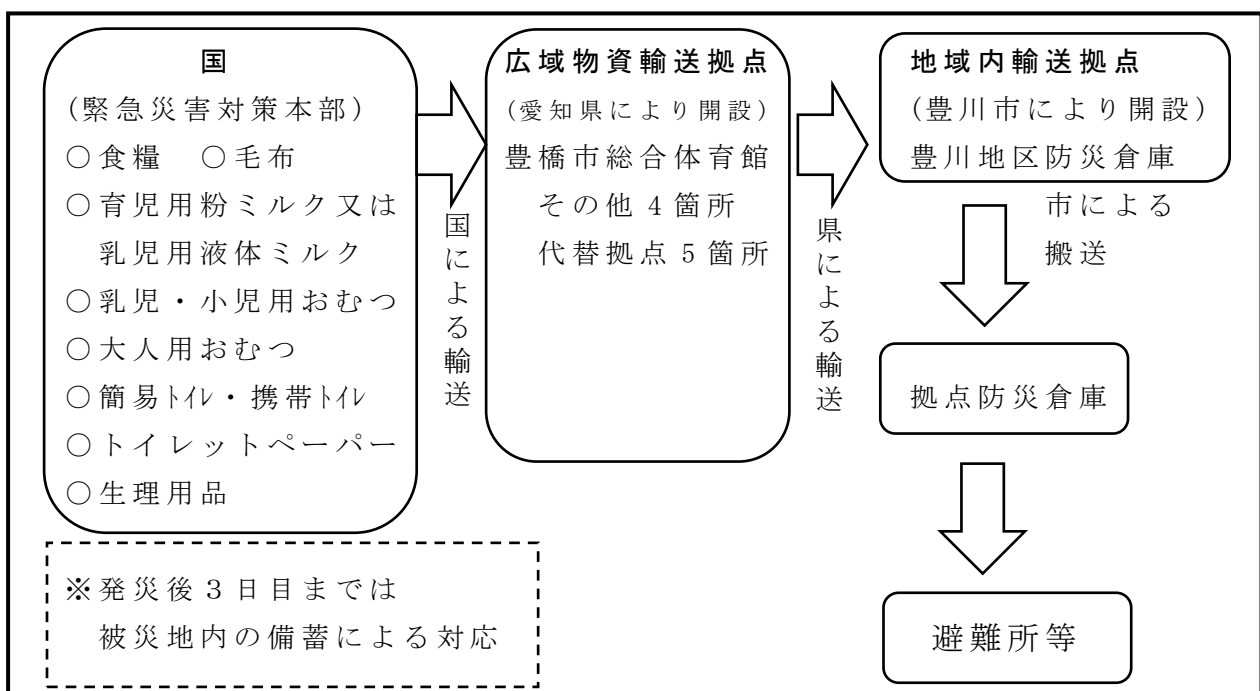 国
(緊急災害対策本部)
○食糧 ○毛布
○育児用粉ミルク又は
乳児用液体ミルク
○乳児・小児用おむつ
○大人用おむつ
○簡易ﾄｲﾚ・携帯ﾄｲﾚ
○トイレットペーパー
○生理用品
※発災後3日目までは
被災地内の備蓄による対応
国による輸送
広域物資輸送拠点
(愛知県により開設)
豊橋市総合体育館
その他4箇所
代替拠点5箇所
県による輸送
地域内輸送拠点
(豊川市により開設)
豊川地区防災倉庫
市による
搬送
拠点防災倉庫
避難所等